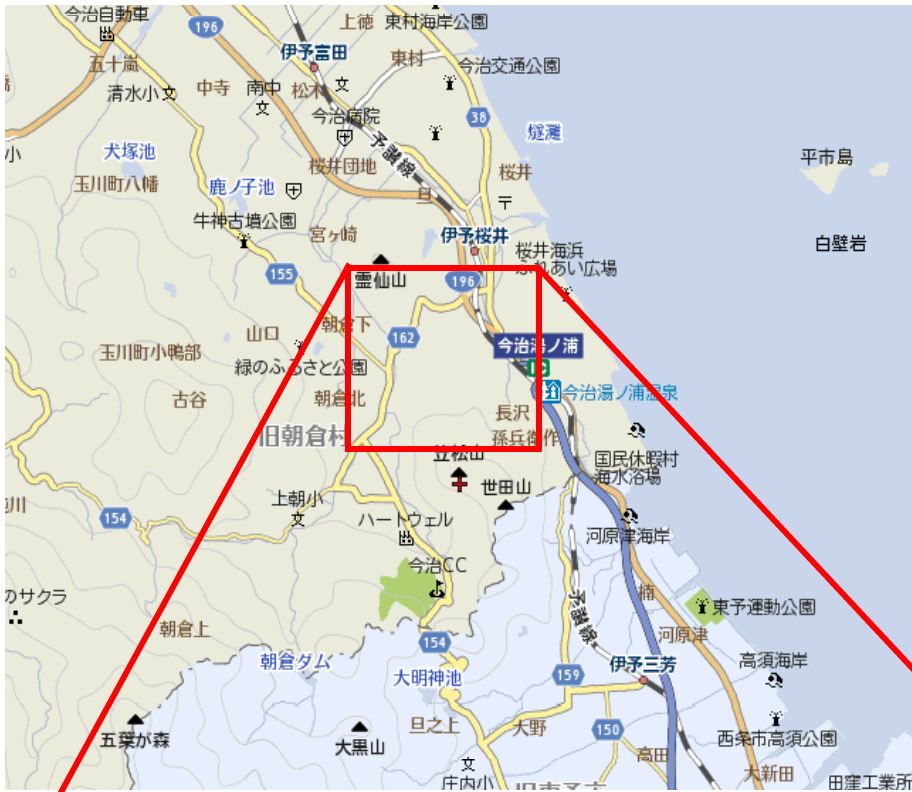 今治自動車
上徳
東村海岸公園
196
伊予富田
五十嵐
東村
今治交通公園
清水小
中寺
南中
松木
今治病院
38
燧灘
小
犬塚池
予讃線
桜井団地
桜井
平市島
玉川町八幡
鹿ノ子池
旦
牛神古墳公園
宮ヶ崎
伊予桜井
白壁岩
桜井海浜
ふれあい広場
155
霊仙山
196
山口
朝倉下
162
今治湯ノ浦
玉川町小鴨部
緑のふるさと公園
古谷
朝倉北
今治湯ノ浦温泉
長沢
旧朝倉村
孫兵衛作
笠松山
国民休暇村
海水浴場
世田山
上朝小
154
ハートウェル
河原津海岸
今治CC
のサクラ
楠
東予運動公園
朝倉上
予讃線
河原津
154
朝倉ダム
伊予三芳
高須海岸
大明神池
159
五葉が森
旦之上
大野
150
大黒山
高田
西条市高須公園
庄内小
大新田
田窪工業所